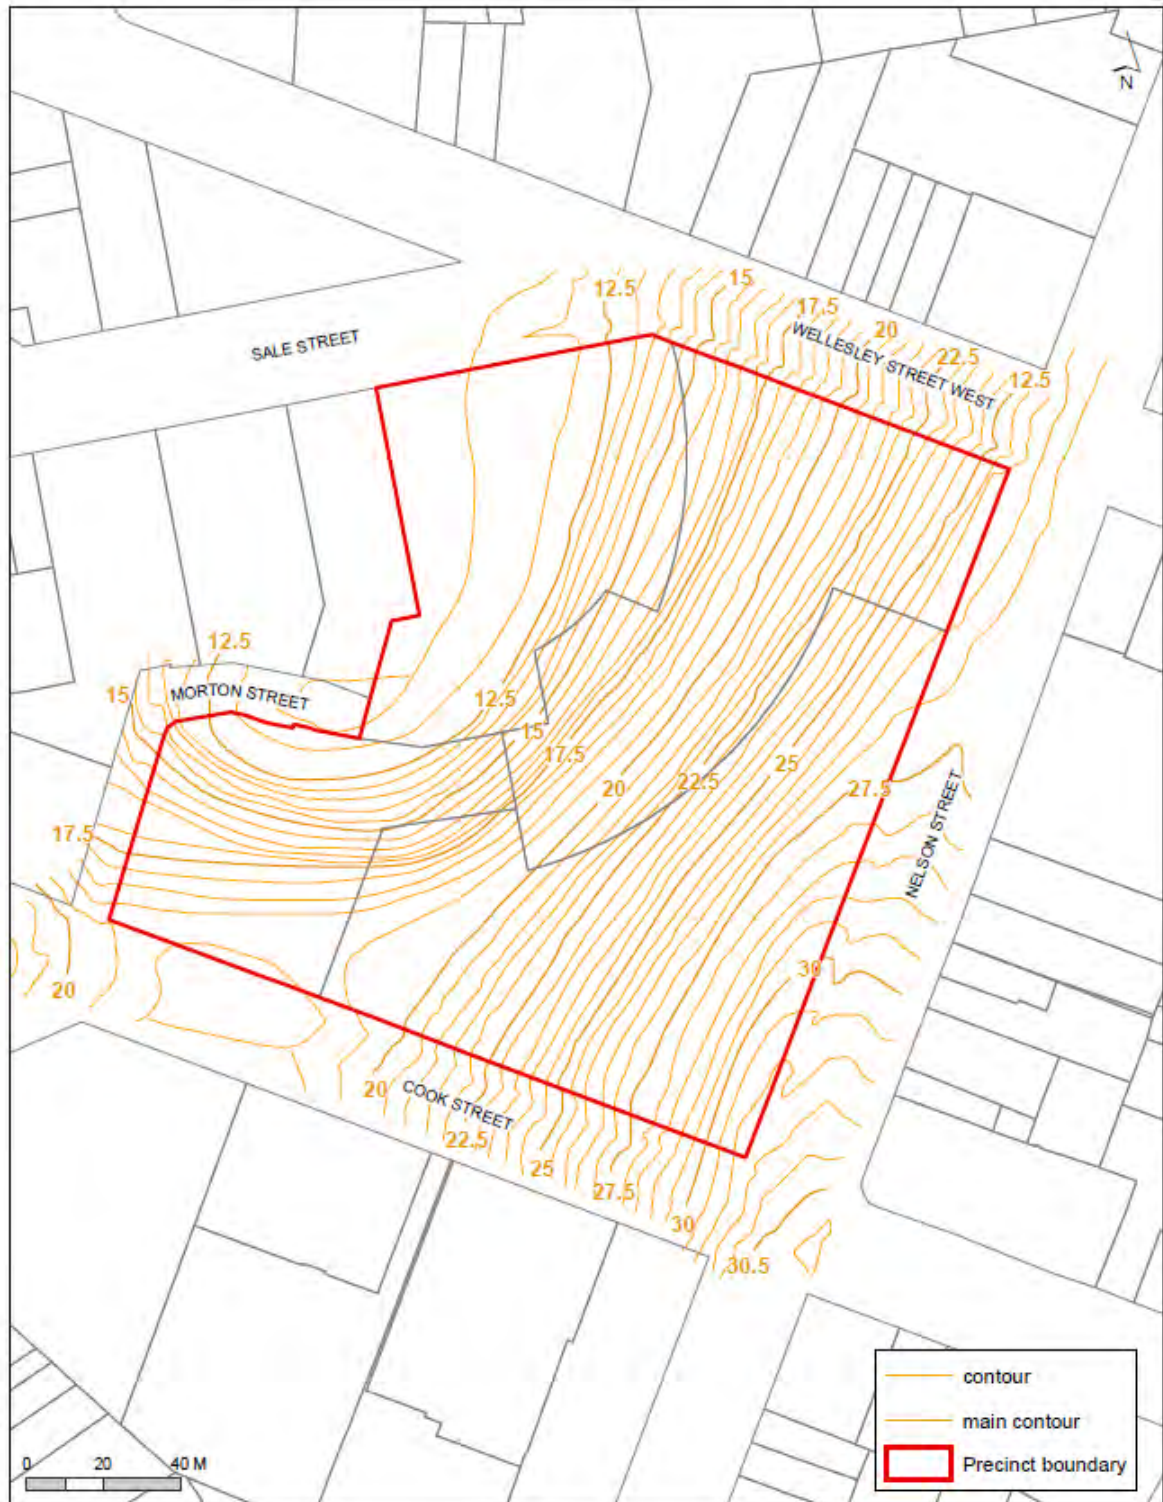 N
12.5
15
17.5
20
22.5
12.5
WELLESLEY STREET WEST
SALE STREET
12.5
MORTON STREET
15
12.5
15
17.5
20
22.5
25
27.5
NELSON STREET
17.5
20
30
20
COOK STREET
22.5
25
27.5
30
30.5
contour
main contour
Precinct boundary
0 20 40 M